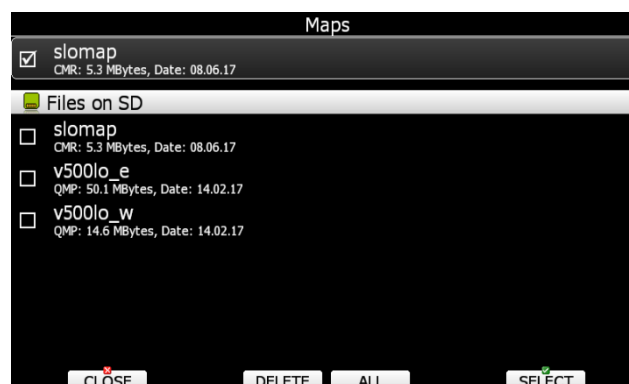 Maps
slomap
CMR: 5.3 MBytes, Date: 08.06.17
Files on SD
slomap
CMR: 5.3 MBytes, Date: 08.06.17
v500lo_e
QMP: 50.1 MBytes, Date: 14.02.17
v500lo_w
QMP: 14.6 MBytes, Date: 14.02.17
CLOSE DELETE ALL SELECT